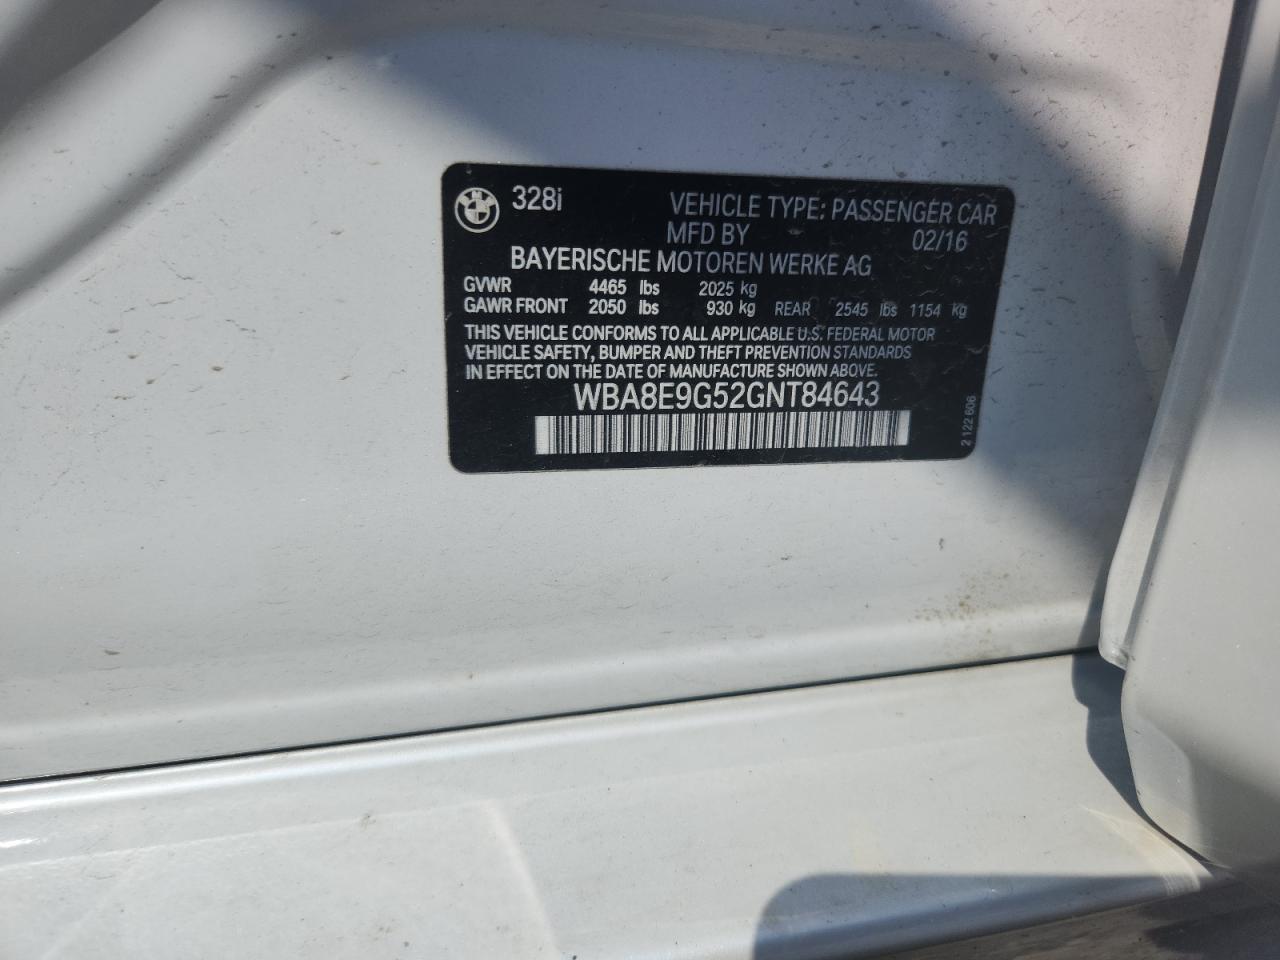 328i VEHICLE TYPE: PASSENGER CAR
MFD BY 02/16
BAYERISCHE MOTOREN WERKE AG
GVWR 4465 lbs 2025 kg
GAWR FRONT 2050 lbs 930 kg REAR 2545 lbs 1154 kg
THIS VEHICLE CONFORMS TO ALL APPLICABLE U.S. FEDERAL MOTOR
VEHICLE SAFETY, BUMPER AND THEFT PREVENTION STANDARDS
IN EFFECT ON THE DATE OF MANUFACTURE SHOWN ABOVE.
WBA8E9G52GNT84643
2 122 606